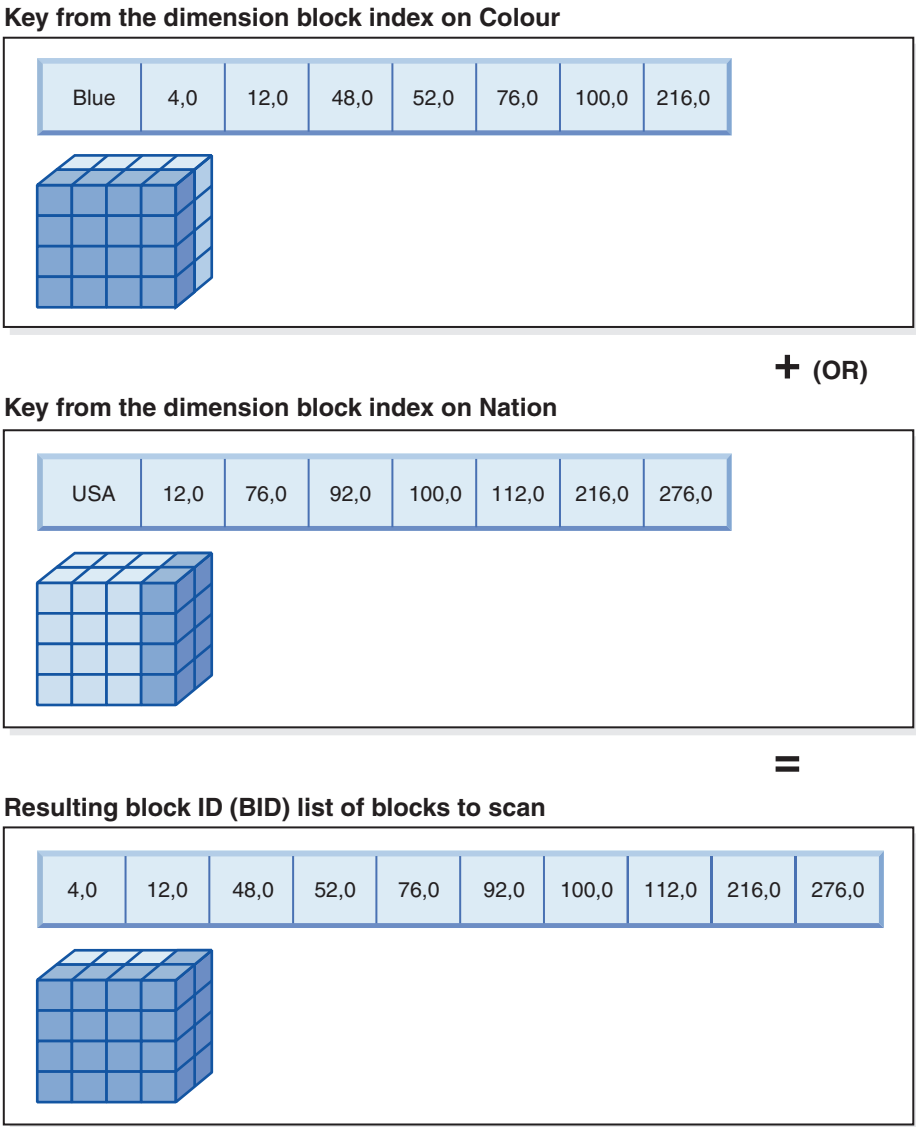 Key from the dimension block index on Colour
Blue 4,0 12,0 48,0 52,0 76,0 100,0 216,0
+ (OR)
Key from the dimension block index on Nation
USA 12,0 76,0 92,0 100,0 112,0 216,0 276,0
=
Resulting block ID (BID) list of blocks to scan
4,0 12,0 48,0 52,0 76,0 92,0 100,0 112,0 216,0 276,0